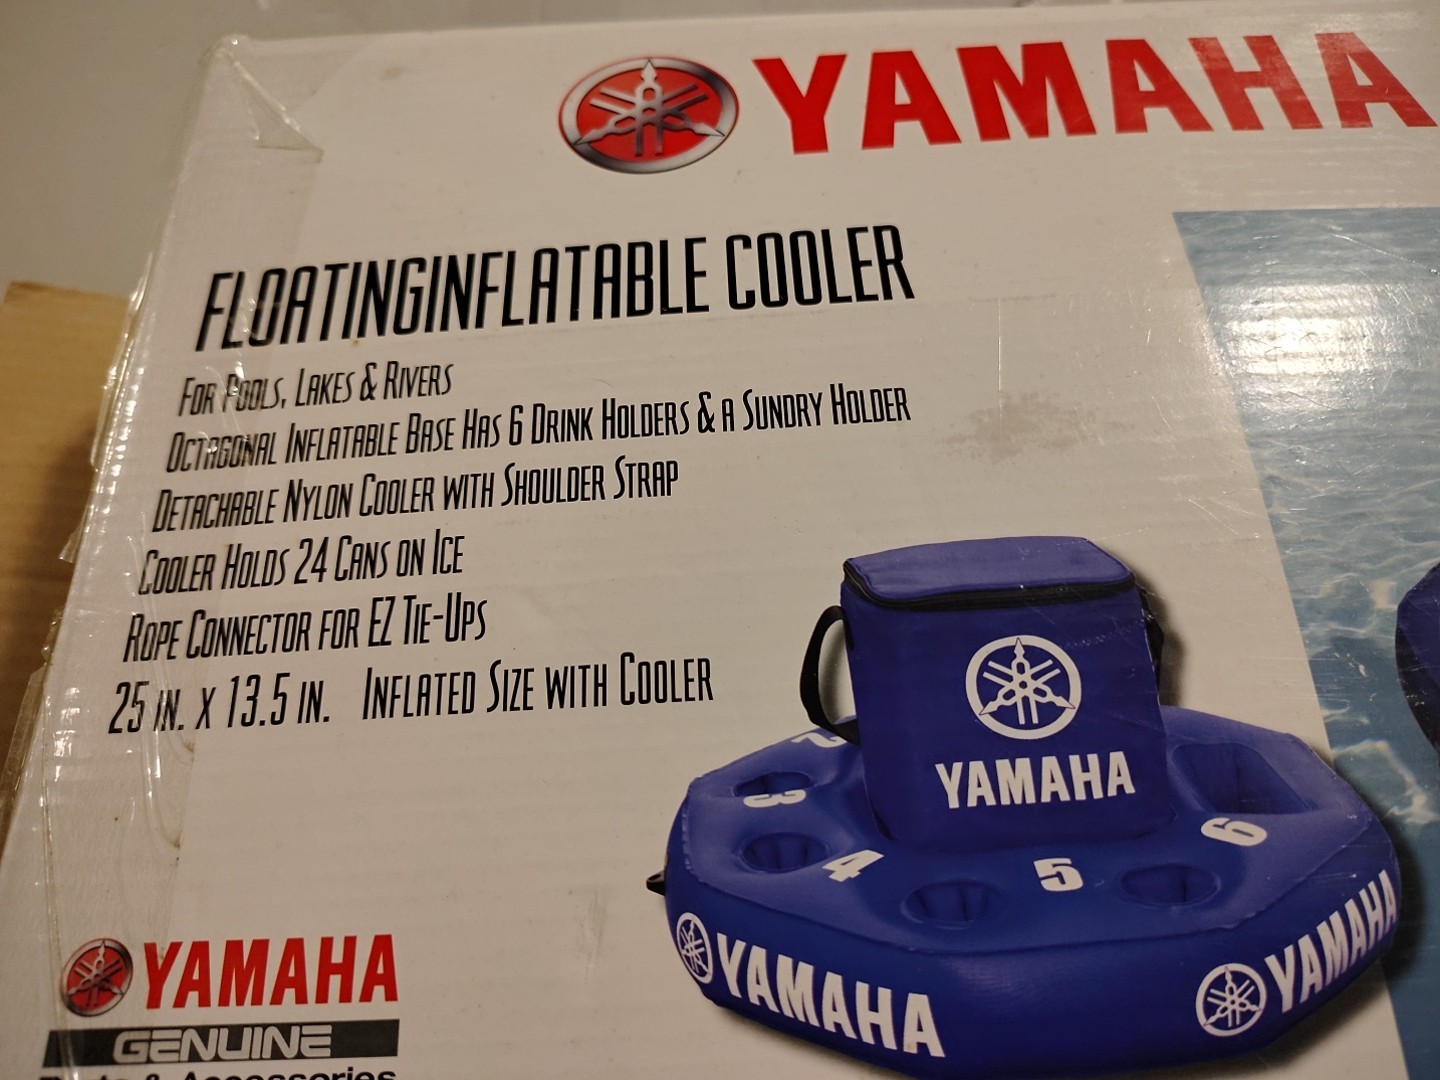 YAMAHA
FLOATINGINFLATABLE COOLER
FOR POOLS, LAKES & RIVERS
OCTAGONAL INFLATABLE BASE HAS 6 DRINK HOLDERS & A SUNDRY HOLDER
DETACHABLE NYLON COOLER WITH SHOULDER STRAP
COOLER HOLDS 24 CANS ON ICE
ROPE CONNECTOR FOR EZ TIE-UPS
25 IN. X 13.5 IN. INFLATED SIZE WITH COOLER
YAMAHA
2
3
4
5
6
YAMAHA
YAMAHA
YAMAHA
GENUINE
Parts & Accessories